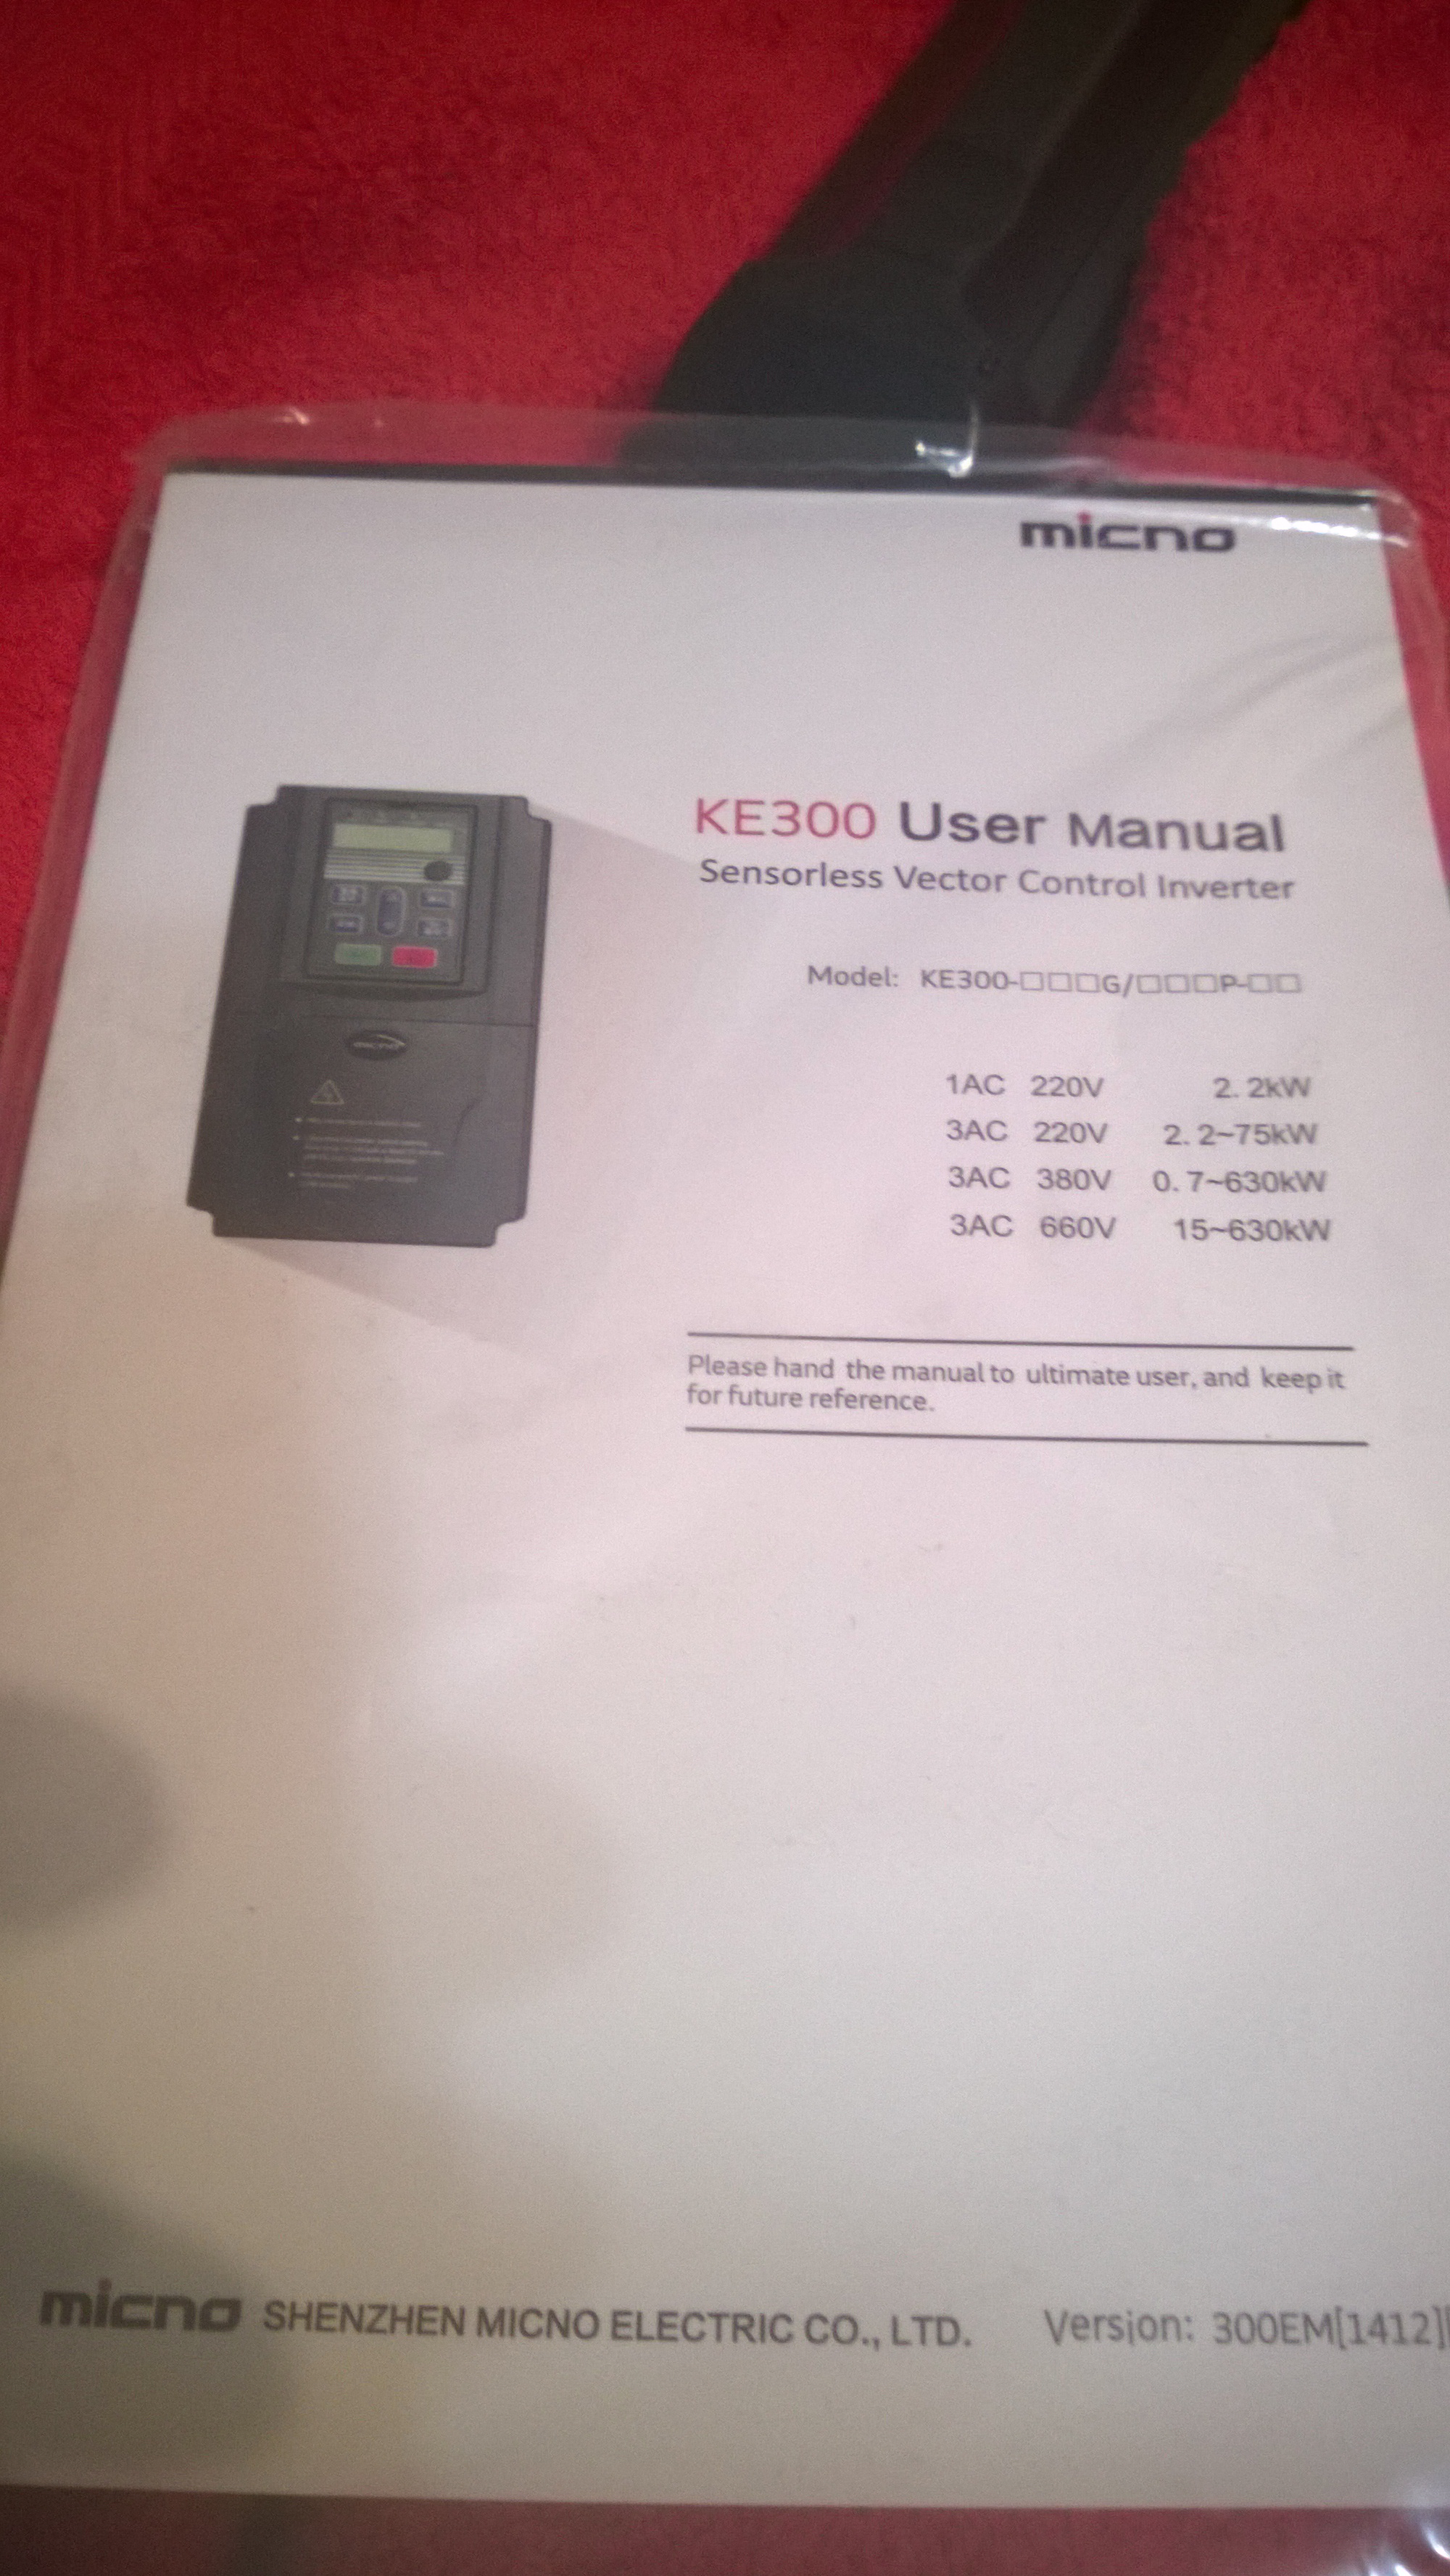 micno
KE300 User Manual
Sensorless Vector Control Inverter
Model: KE300-□□□G/□□□P-□□
1AC 220V 2.2kW
3AC 220V 2.2~75kW
3AC 380V 0.7~630kW
3AC 660V 15~630kW
Please hand the manual to ultimate user, and keep it
for future reference.
micno
micno SHENZHEN MICNO ELECTRIC CO., LTD. Version: 300EM[1412]